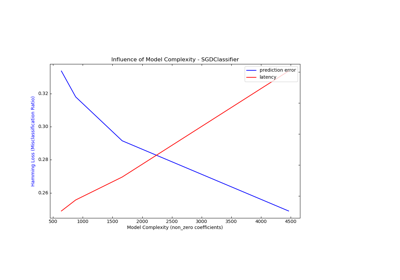 Influence of Model Complexity - SGDClassifier
prediction error
latency
Hamming Loss (Misclassification Ratio)
0.32
0.30
0.28
0.26
500 1000 1500 2000 2500 3000 3500 4000 4500
Model Complexity (non_zero coefficients)